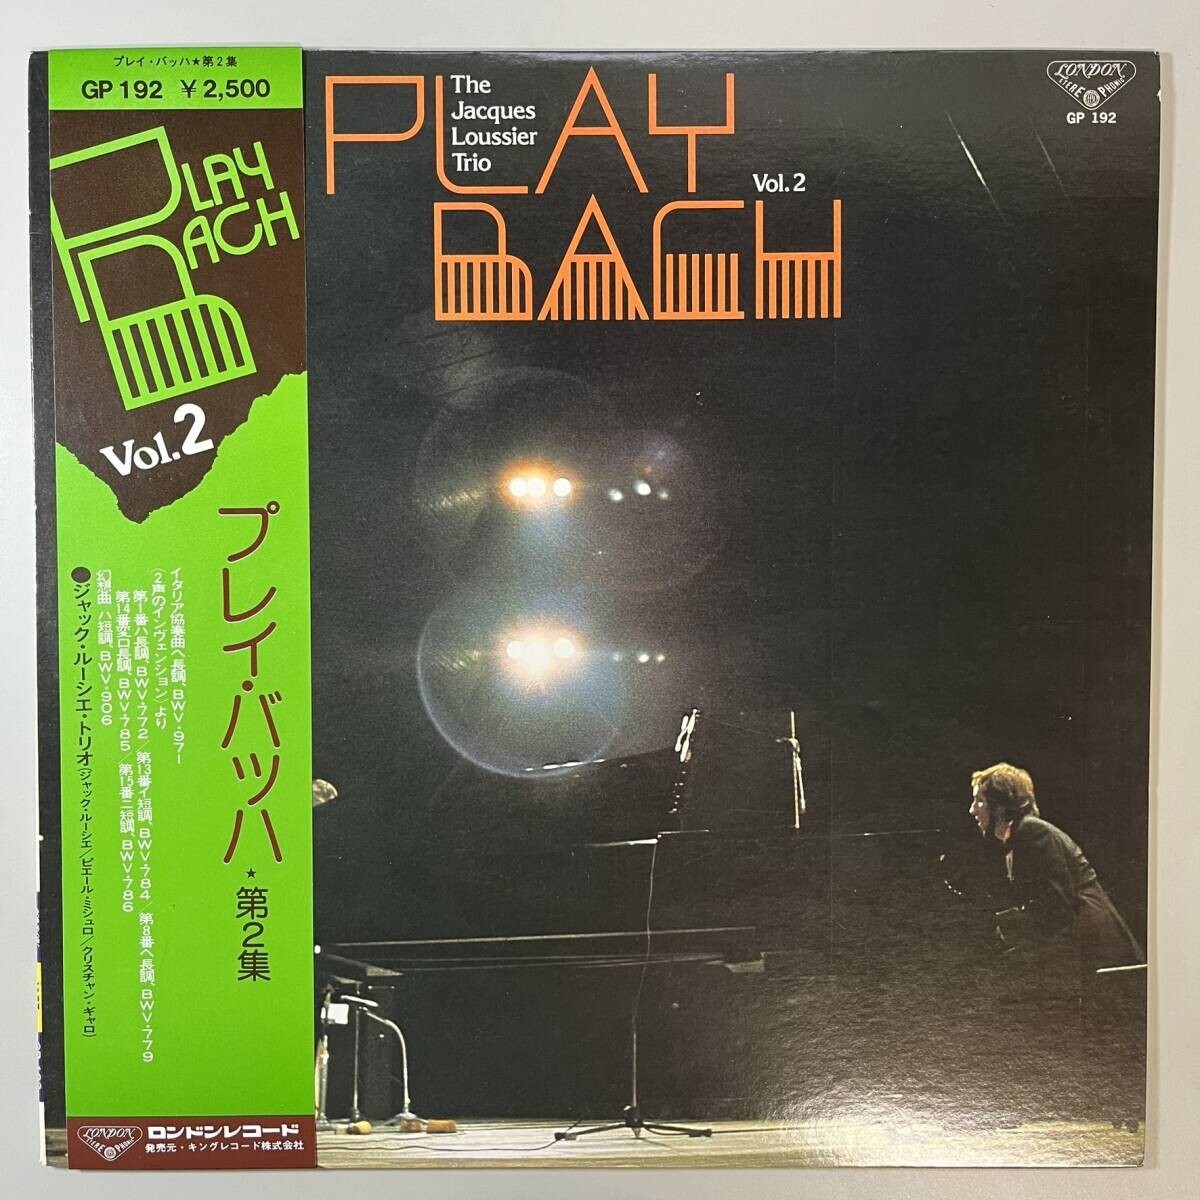 プレイ・バッハ★第2集
GP 192 ￥2,500
PLAY
BACH
Vol.2
プレイ・バッハ★第2集
イタリア協奏曲ヘ長調、BWV・971
〈2声のインヴェンション〉より
第1番ハ長調、BWV・772／第13番イ短調、BWV・784／第8番ヘ長調、BWV・779
第14番変ロ長調、BWV・785／第15番ニ短調、BWV・786
幻想曲 ハ短調、BWV・906
●ジャック・ルーシエ・トリオ(ジャック・ルーシエ／ピエール・ミシュロ／クリスチャン・ギャロ)
LONDON
STEREO PHONIC
ロンドンレコード
発売元・キングレコード株式会社
The
Jacques
Loussier
Trio
PLAY
Vol.2
BACH
LONDON
STEREO PHONIC
GP 192